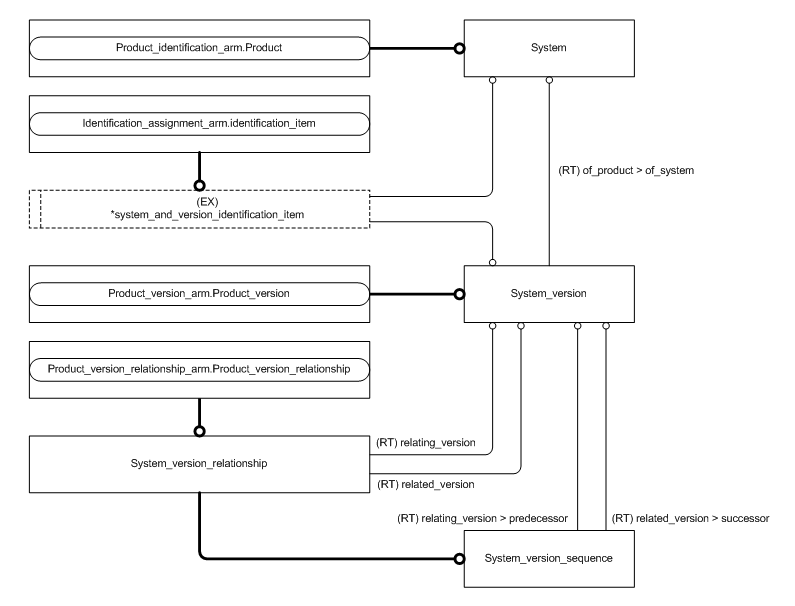 Product_identification_arm.Product
System
Identification_assignment_arm.identification_item
(RT) of_product > of_system
(EX)
*system_and_version_identification_item
Product_version_arm.Product_version
System_version
Product_version_relationship_arm.Product_version_relationship
(RT) relating_version
System_version_relationship
(RT) related_version
(RT) relating_version > predecessor
(RT) related_version > successor
System_version_sequence